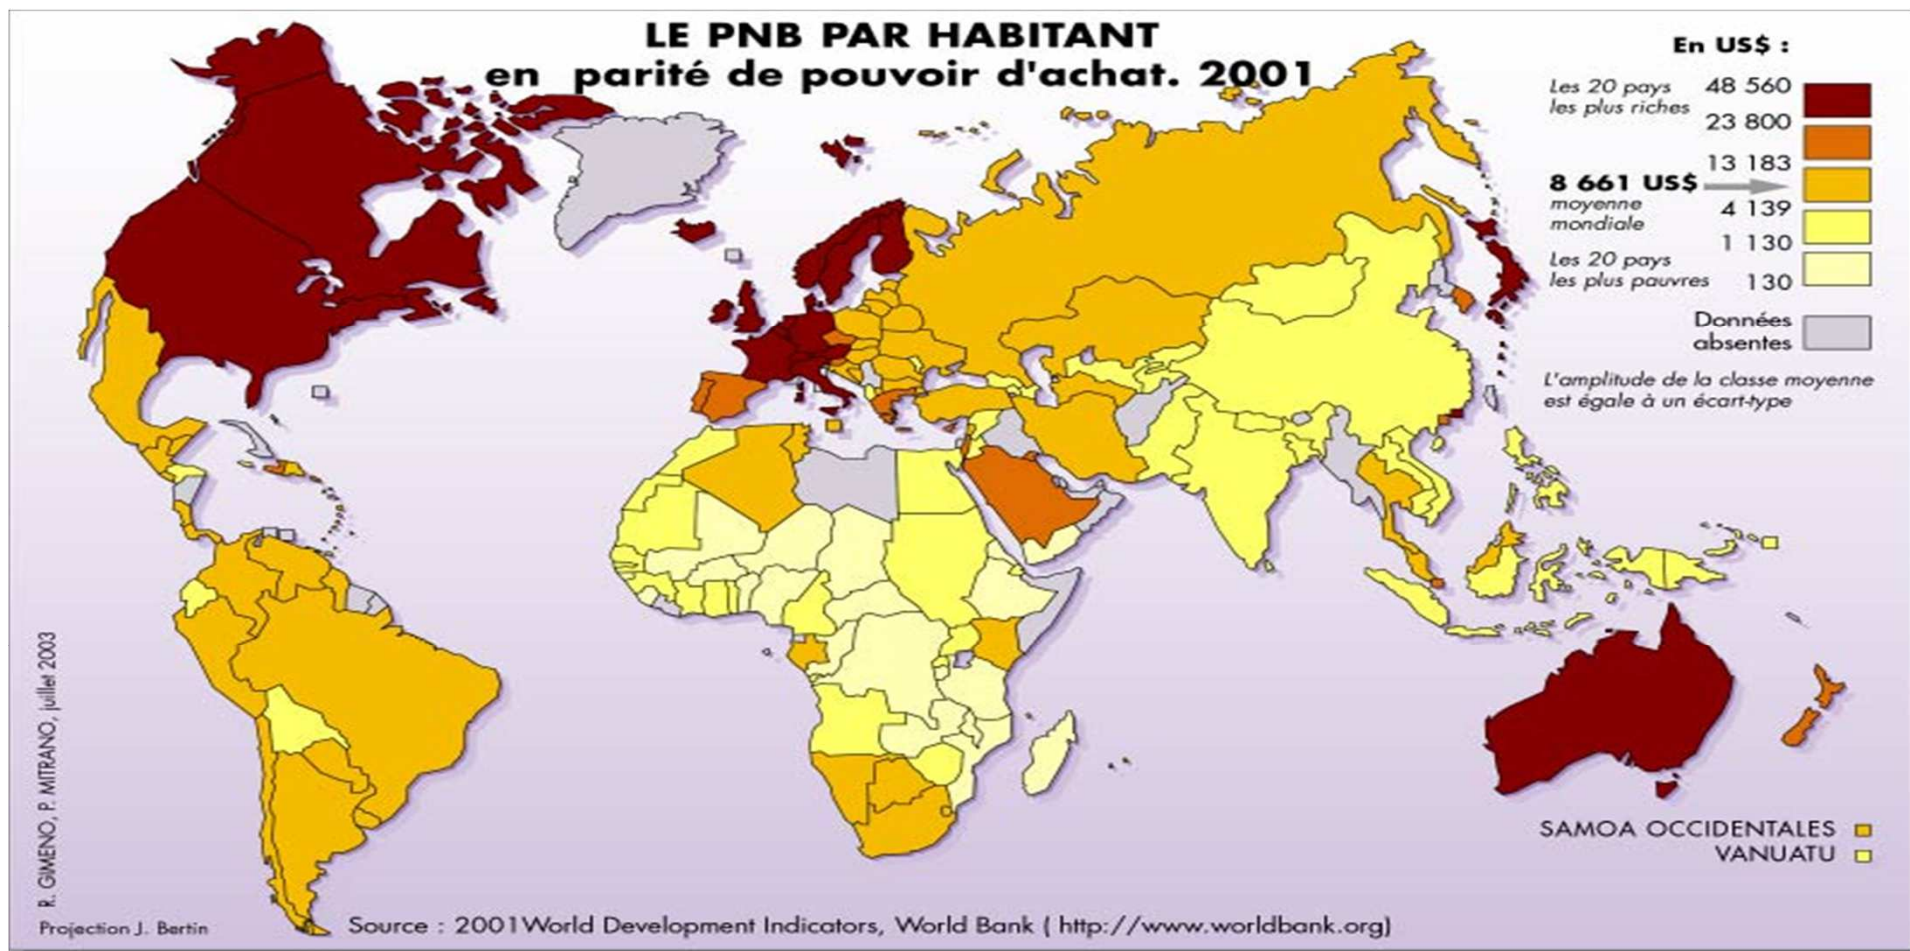 LE PNB PAR HABITANT
en parité de pouvoir d'achat. 2001
En US$ :
Les 20 pays
les plus riches
48 560
23 800
13 183
8 661 US$
moyenne
mondiale
4 139
1 130
Les 20 pays
les plus pauvres
130
Données
absentes
L'amplitude de la classe moyenne
est égale à un écart-type
SAMOA OCCIDENTALES
VANUATU
R. GIMENO, P. MITRANO, juillet 2003
Projection J. Bertin
Source : 2001World Development Indicators, World Bank ( http://www.worldbank.org)